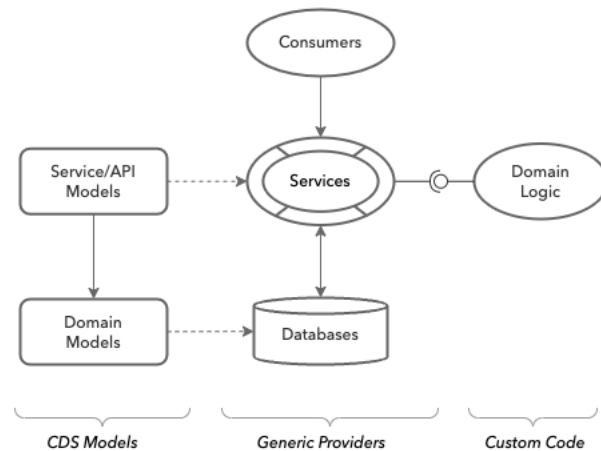 Consumers
Service/API
Models
Services
Domain
Logic
Domain
Models
Databases
CDS Models
Generic Providers
Custom Code